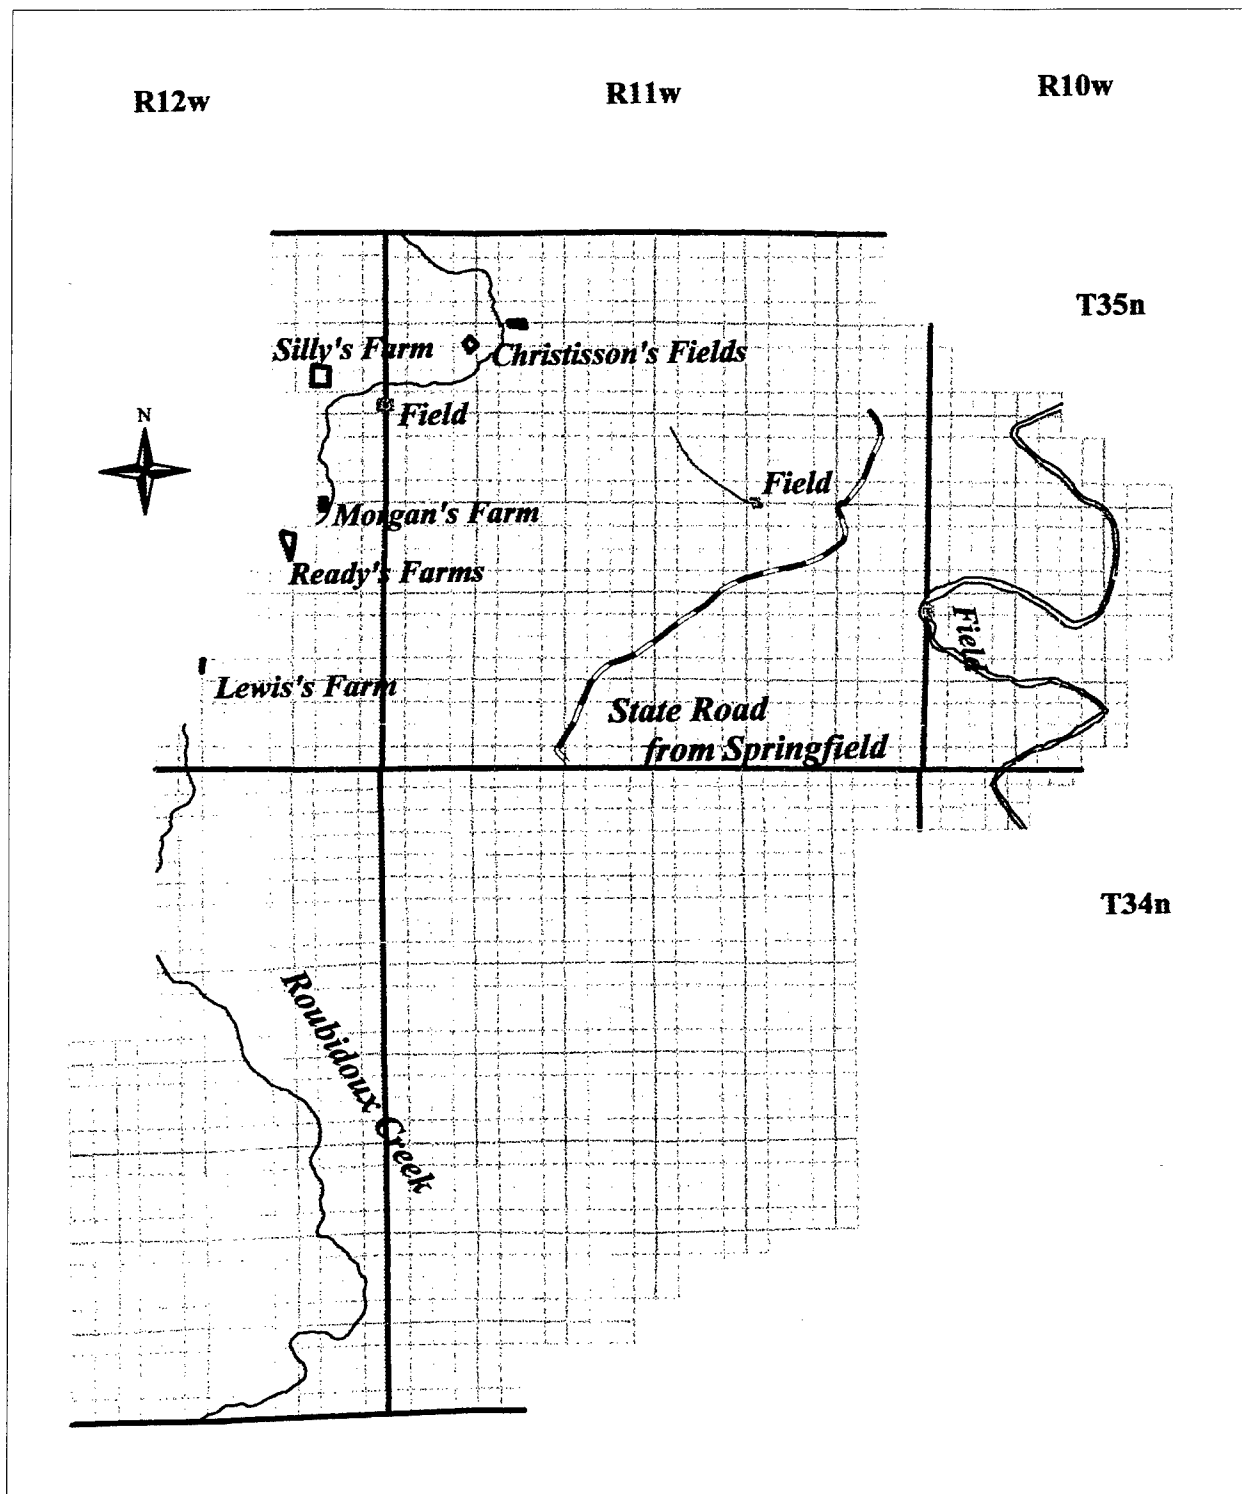 R12w
R11w
R10w
T35n
Silly's Farm
Christisson's Fields
N
Field
Field
Morgan's Farm
Ready's Farms
Field
Lewis's Farm
State Road
from Springfield
T34n
Roubidoux Creek